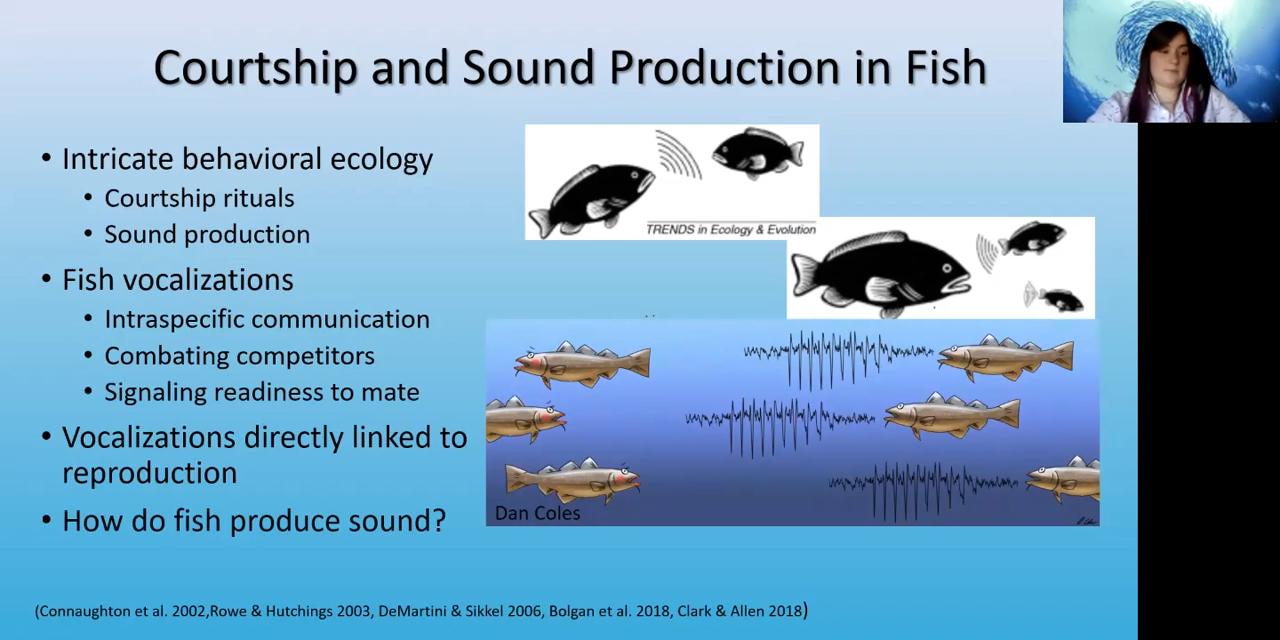 Courtship and Sound Production in Fish
• Intricate behavioral ecology
• Courtship rituals
• Sound production
• Fish vocalizations
• Intraspecific communication
• Combating competitors
• Signaling readiness to mate
• Vocalizations directly linked to
reproduction
• How do fish produce sound?
TRENDS in Ecology & Evolution
Dan Coles
(Connaughton et al. 2002,Rowe & Hutchings 2003, DeMartini & Sikkel 2006, Bolgan et al. 2018, Clark & Allen 2018)